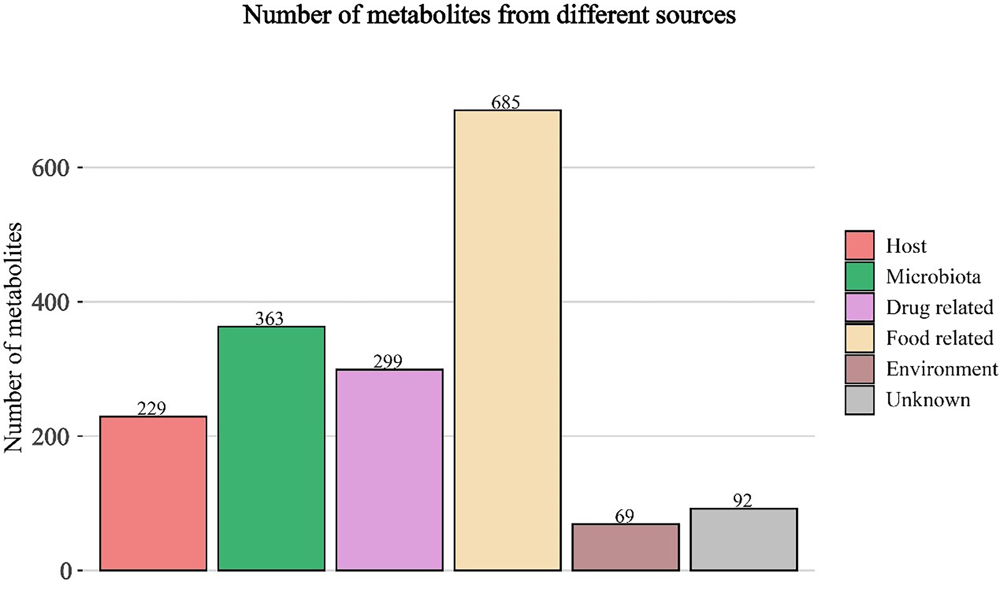 Number of metabolites from different sources
Number of metabolites
600
400
200
0
229
363
299
685
69
92
Host
Microbiota
Drug related
Food related
Environment
Unknown